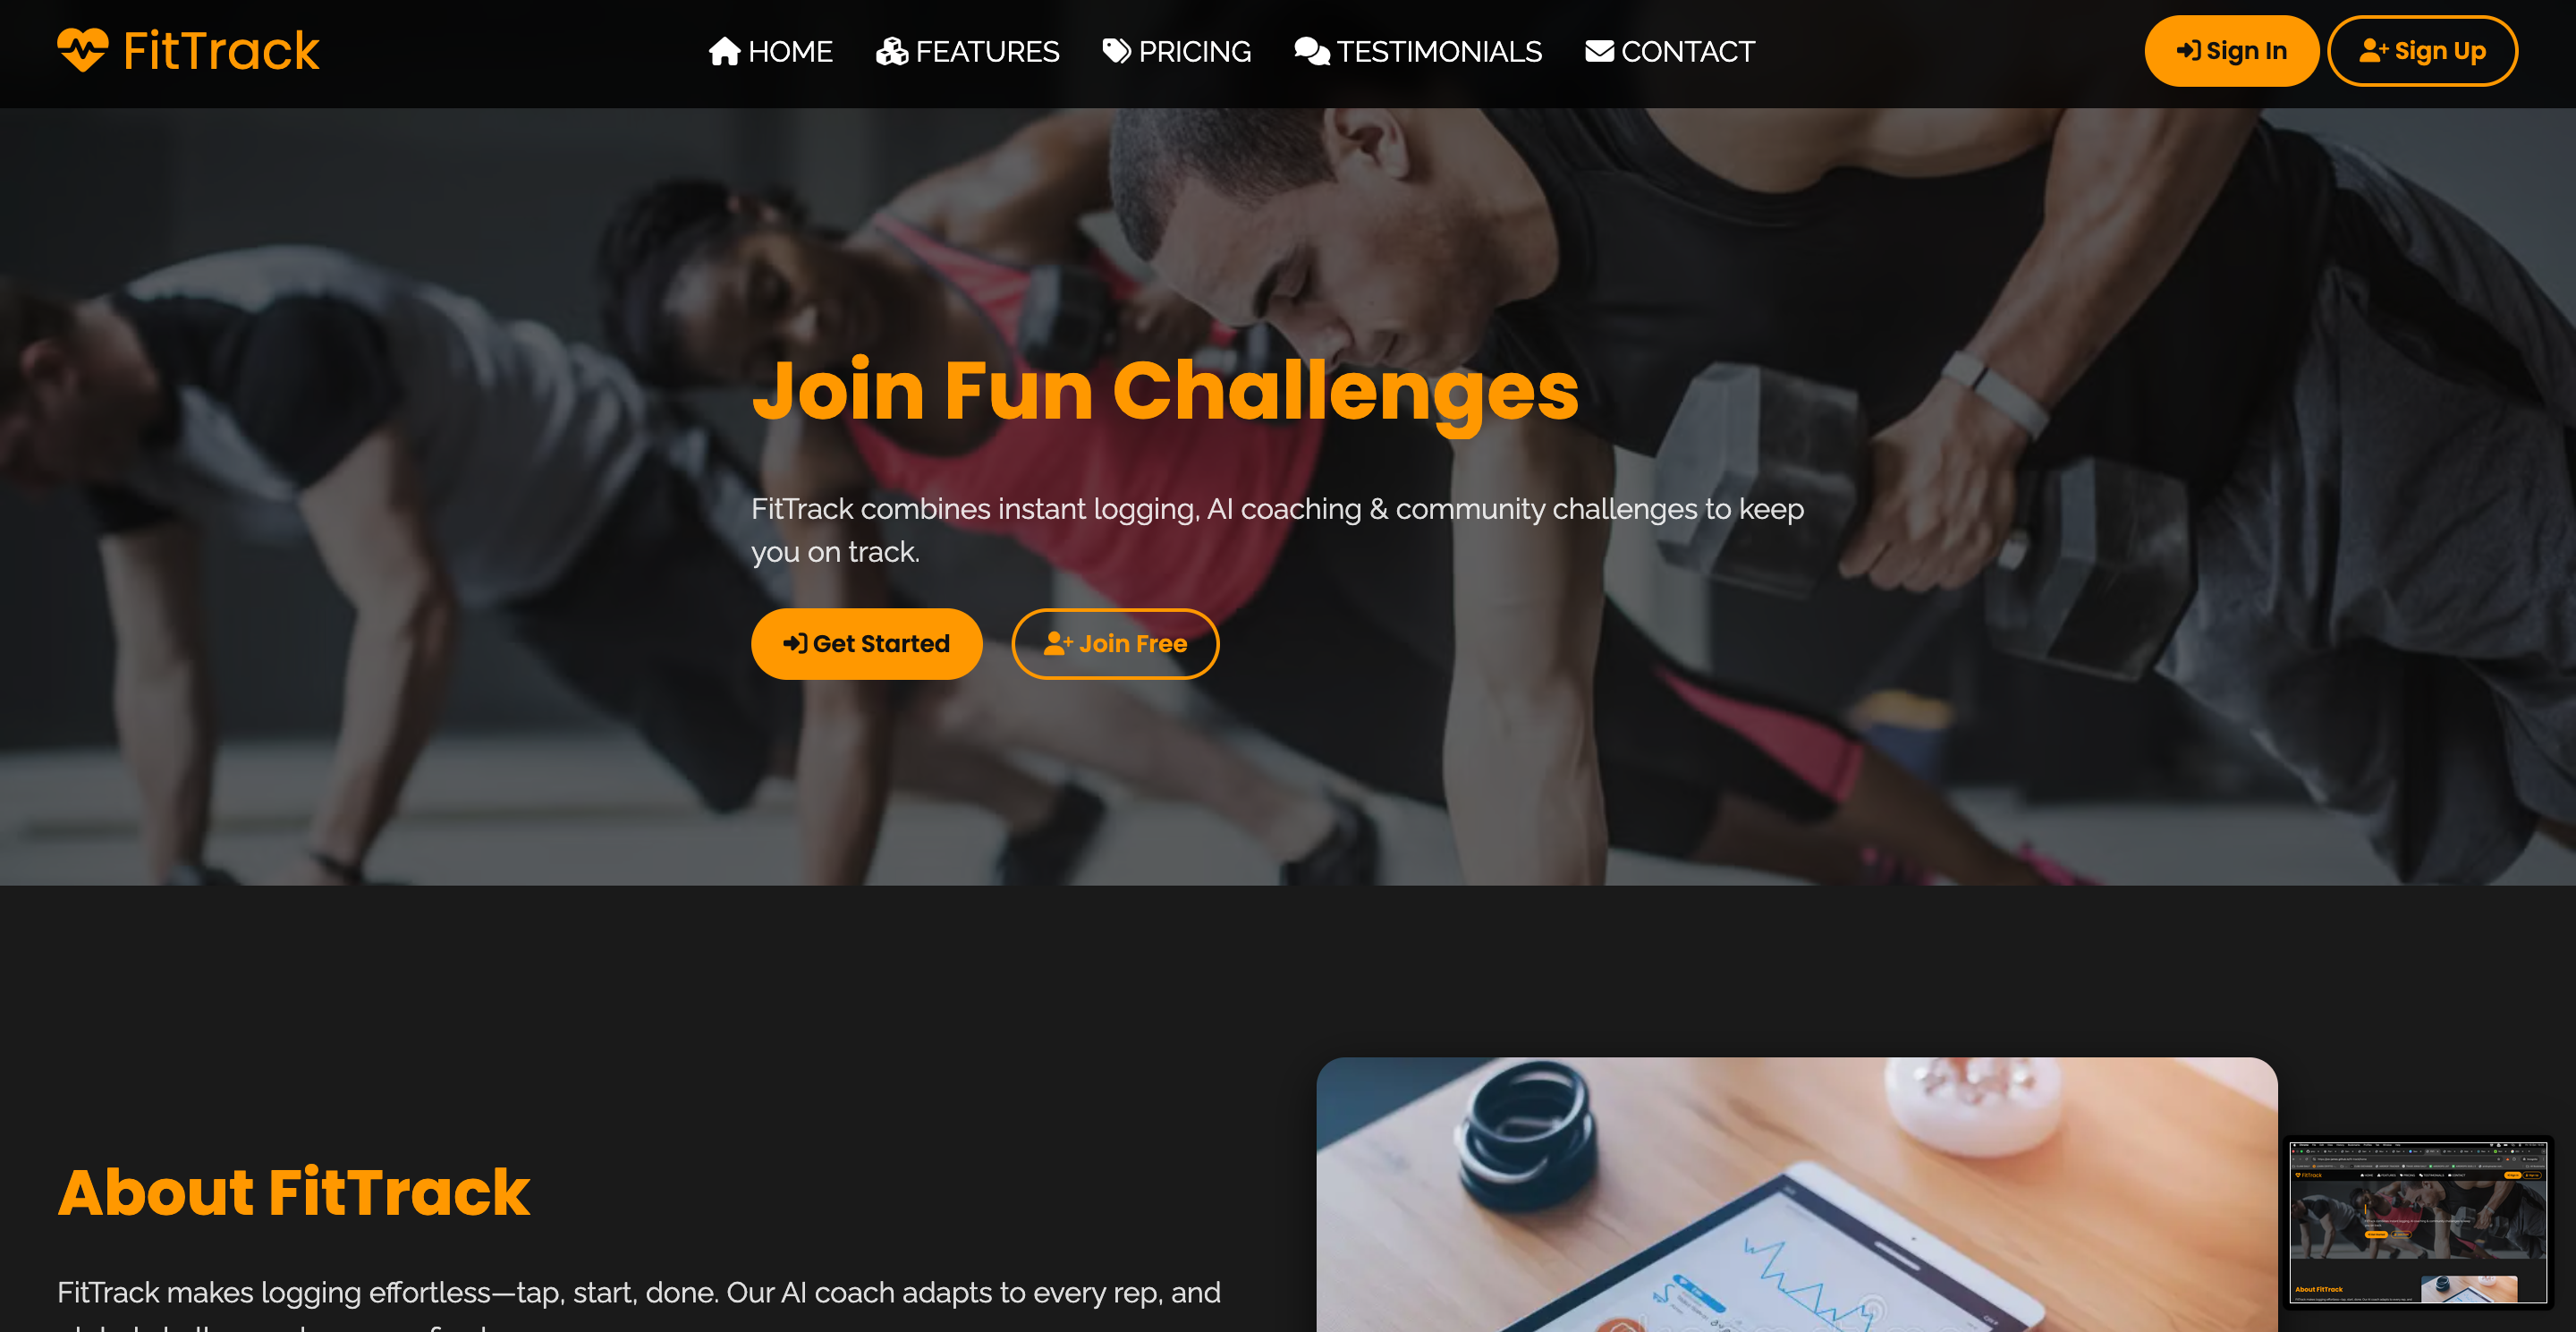 FitTrack
HOME FEATURES PRICING TESTIMONIALS CONTACT
Sign In Sign Up
Join Fun Challenges
FitTrack combines instant logging, AI coaching & community challenges to keep
you on track.
Get Started Join Free
About FitTrack
FitTrack makes logging effortless—tap, start, done. Our AI coach adapts to every rep, and
About FitTrack